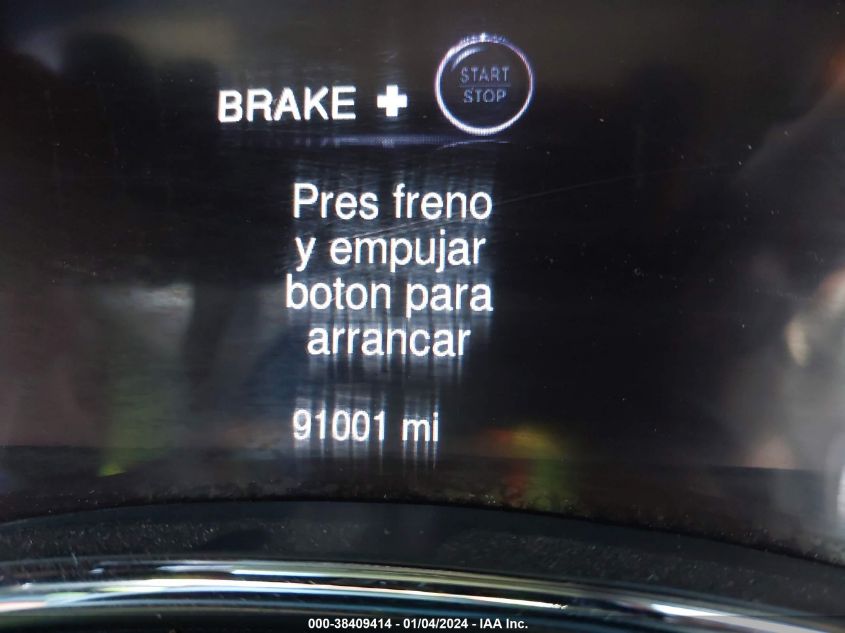 BRAKE + START
STOP
Pres freno
y empujar
boton para
arrancar
91001 mi
000-38409414 - 01/04/2024 - IAA Inc.